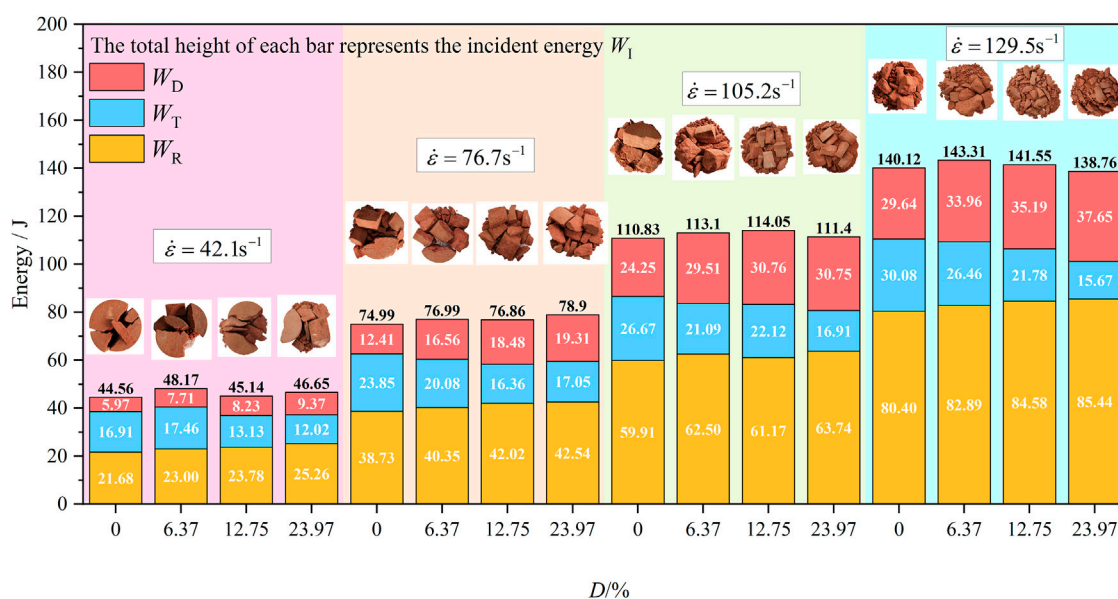 The total height of each bar represents the incident energy W_I
W_D
W_T
W_R
ε̇ = 42.1s⁻¹
ε̇ = 76.7s⁻¹
ε̇ = 105.2s⁻¹
ε̇ = 129.5s⁻¹
Energy / J
200
180
160
140
120
100
80
60
40
20
0
44.56 48.17 45.14 46.65
5.97 7.71 8.23 9.37
16.91 17.46 13.13 12.02
21.68 23.00 23.78 25.26
74.99 76.99 76.86 78.9
12.41 16.56 18.48 19.31
23.85 20.08 16.36 17.05
38.73 40.35 42.02 42.54
110.83 113.1 114.05 111.4
24.25 29.51 30.76 30.75
26.67 21.09 22.12 16.91
59.91 62.50 61.17 63.74
140.12 143.31 141.55 138.76
29.64 33.96 35.19 37.65
30.08 26.46 21.78 15.67
80.40 82.89 84.58 85.44
0 6.37 12.75 23.97 0 6.37 12.75 23.97 0 6.37 12.75 23.97 0 6.37 12.75 23.97
D/%